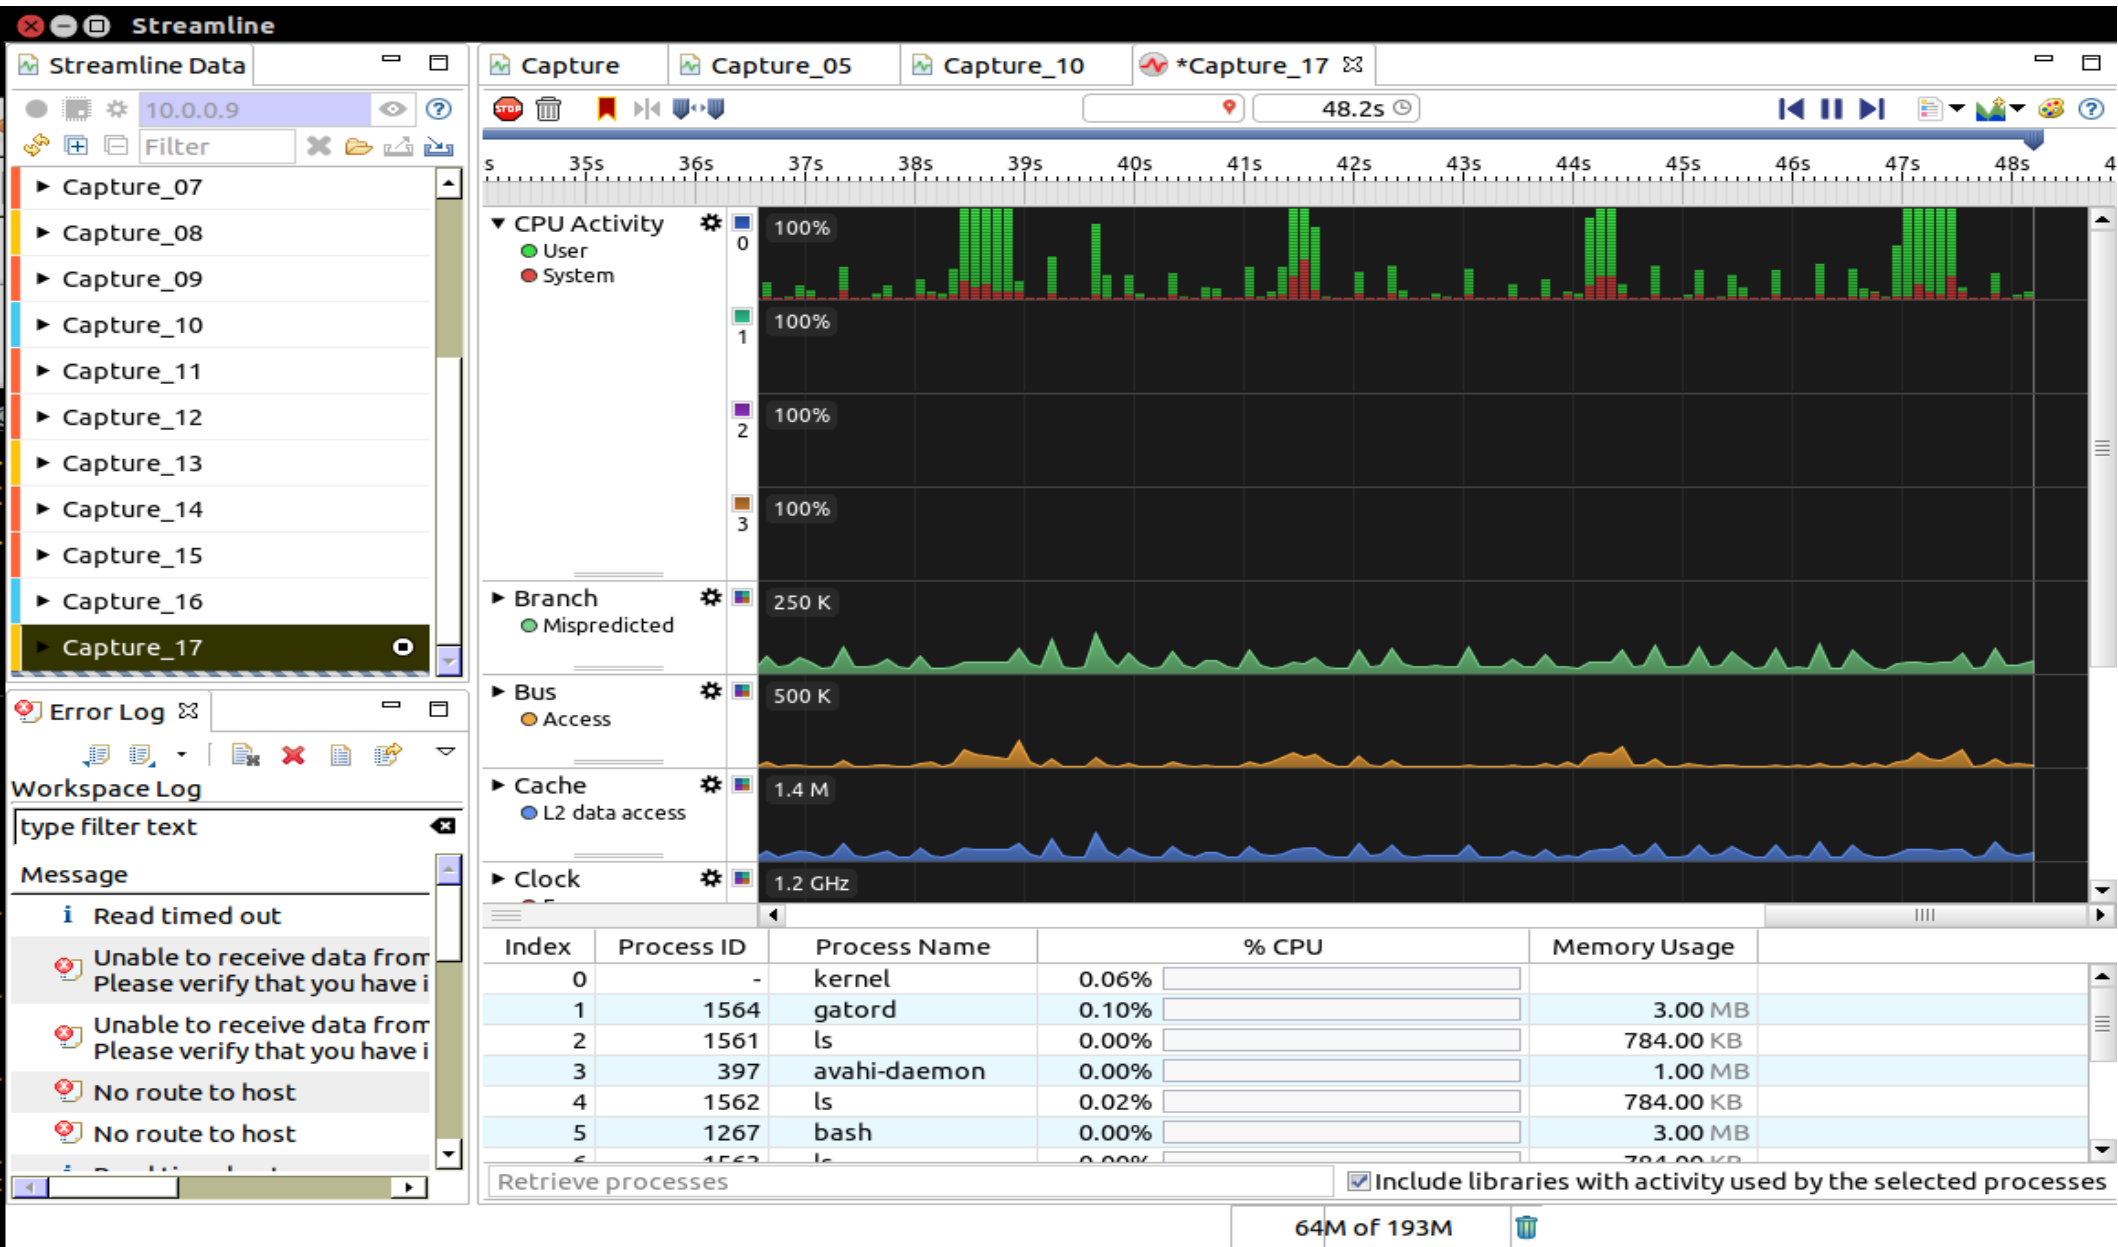 Streamline
Streamline Data
10.0.0.9
Filter
Capture_07
Capture_08
Capture_09
Capture_10
Capture_11
Capture_12
Capture_13
Capture_14
Capture_15
Capture_16
Capture_17
Error Log
Workspace Log
type filter text
Message
i Read timed out
Unable to receive data from
Please verify that you have i
Unable to receive data from
Please verify that you have i
No route to host
No route to host
Capture Capture_05 Capture_10 *Capture_17
STOP 48.2s
s 35s 36s 37s 38s 39s 40s 41s 42s 43s 44s 45s 46s 47s 48s 4
CPU Activity 0 100%
User
System
1 100%
2 100%
3 100%
Branch 250 K
Mispredicted
Bus 500 K
Access
Cache 1.4 M
L2 data access
Clock 1.2 GHz
Index Process ID Process Name % CPU Memory Usage
0 - kernel 0.06%
1 1564 gatord 0.10% 3.00 MB
2 1561 ls 0.00% 784.00 KB
3 397 avahi-daemon 0.00% 1.00 MB
4 1562 ls 0.02% 784.00 KB
5 1267 bash 0.00% 3.00 MB
Retrieve processes Include libraries with activity used by the selected processes
64M of 193M